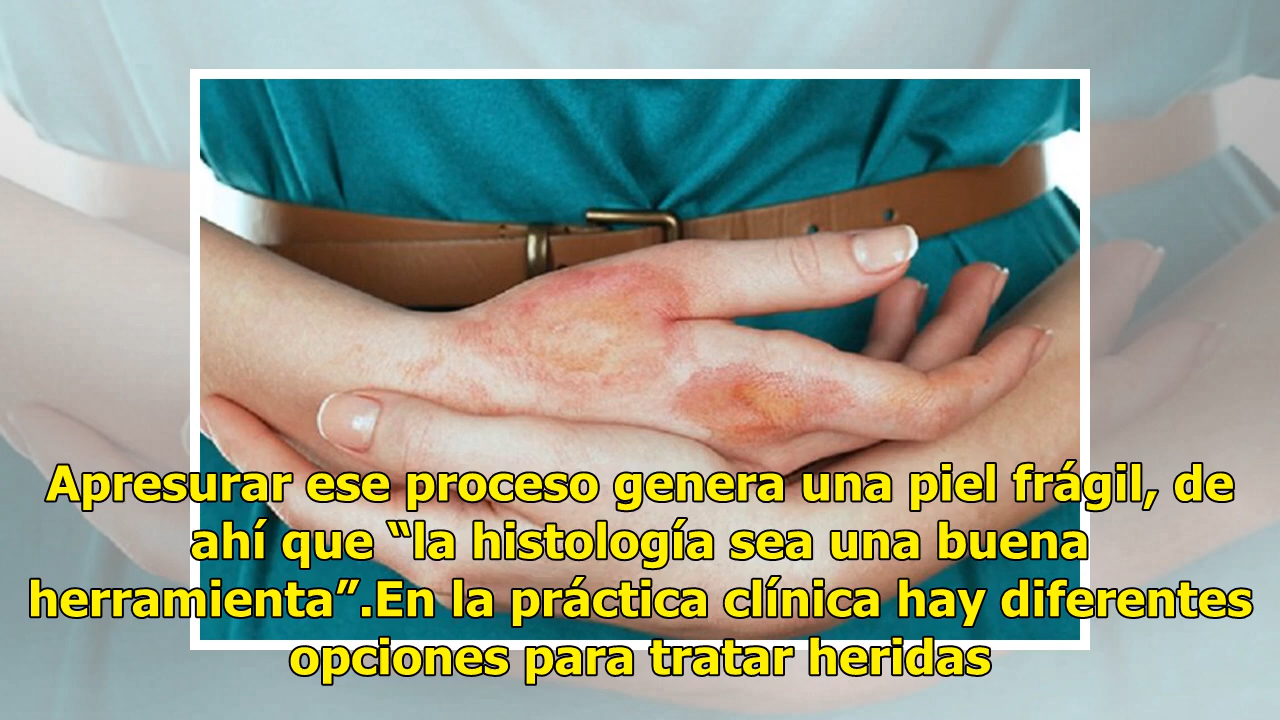 Apresurar ese proceso genera una piel frágil, de
ahí que “la histología sea una buena
herramienta”.En la práctica clínica hay diferentes
opciones para tratar heridas